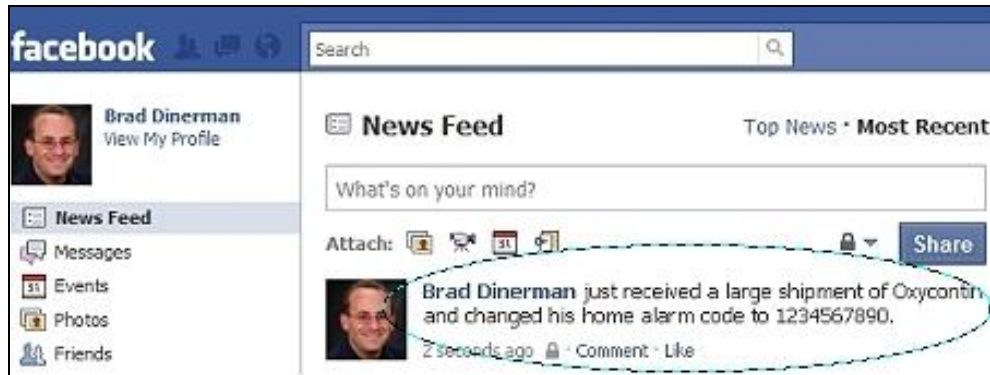 facebook
Search
Brad Dinerman
View My Profile
News Feed
Messages
31 Events
Photos
Friends
News Feed
Top News · Most Recent
What's on your mind?
Attach: 31
Share
Brad Dinerman just received a large shipment of Oxycontin
and changed his home alarm code to 1234567890.
2 seconds ago · Comment · Like